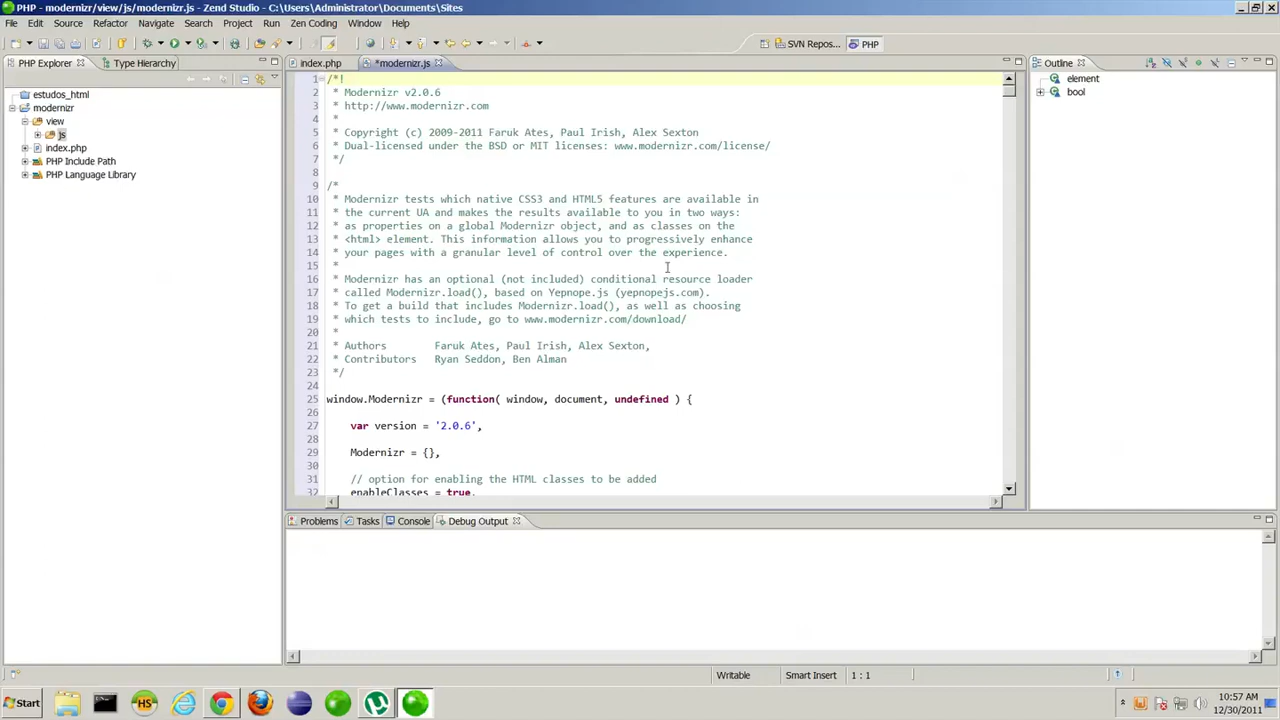 PHP - modernizr/view/js/modernizr.js - Zend Studio - C:\Users\Administrator\Documents\Sites
File Edit Source Refactor Navigate Search Project Run Zen Coding Window Help
SVN Repos... PHP
PHP Explorer Type Hierarchy
estudos_html
modernizr
view
js
index.php
PHP Include Path
PHP Language Library
index.php *modernizr.js
1 /*!
2 * Modernizr v2.0.6
3 * http://www.modernizr.com
4 *
5 * Copyright (c) 2009-2011 Faruk Ates, Paul Irish, Alex Sexton
6 * Dual-licensed under the BSD or MIT licenses: www.modernizr.com/license/
7 */
8
9 /*
10 * Modernizr tests which native CSS3 and HTML5 features are available in
11 * the current UA and makes the results available to you in two ways:
12 * as properties on a global Modernizr object, and as classes on the
13 * <html> element. This information allows you to progressively enhance
14 * your pages with a granular level of control over the experience.
15 *
16 * Modernizr has an optional (not included) conditional resource loader
17 * called Modernizr.load(), based on Yepnope.js (yepnopejs.com).
18 * To get a build that includes Modernizr.load(), as well as choosing
19 * which tests to include, go to www.modernizr.com/download/
20 *
21 * Authors Faruk Ates, Paul Irish, Alex Sexton,
22 * Contributors Ryan Seddon, Ben Alman
23 */
24
25 window.Modernizr = (function( window, document, undefined ) {
26
27 var version = '2.0.6',
28
29 Modernizr = {},
30
31 // option for enabling the HTML classes to be added
32 enableClasses = true,
Outline
element
bool
Problems Tasks Console Debug Output
Writable Smart Insert 1 : 1
Start
HS
10:57 AM
12/30/2011